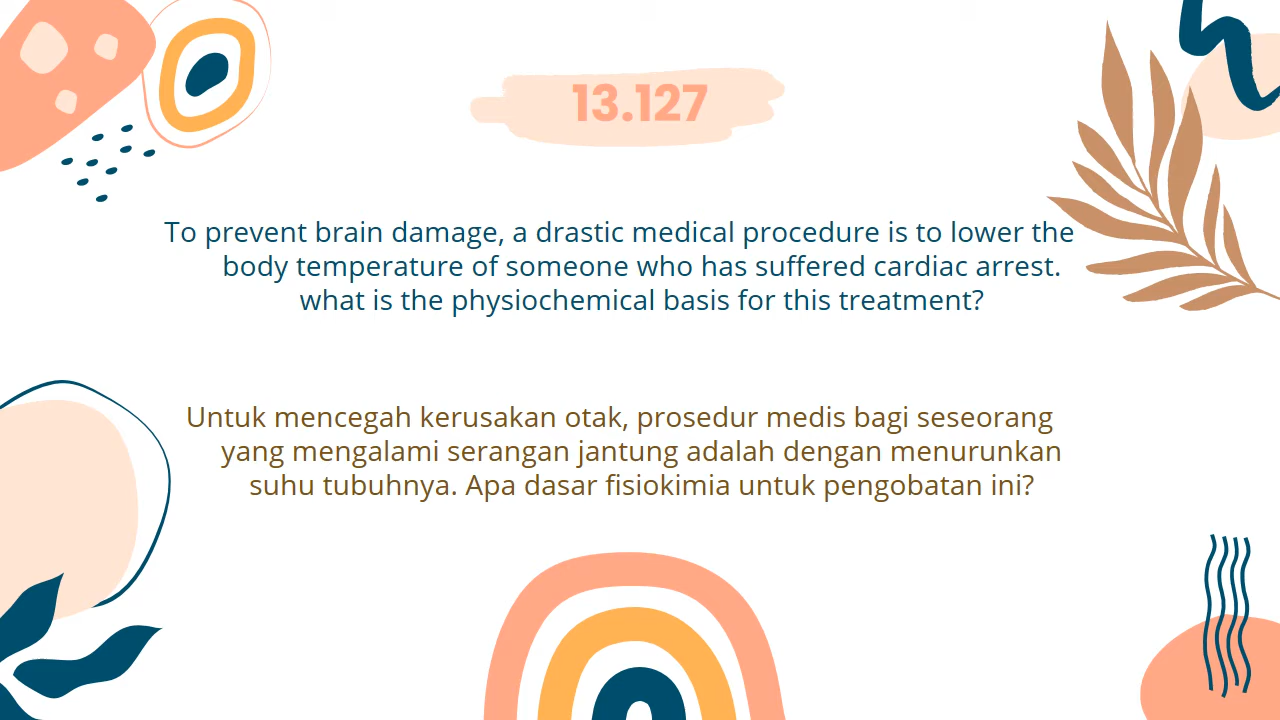 13.127
To prevent brain damage, a drastic medical procedure is to lower the
body temperature of someone who has suffered cardiac arrest.
what is the physiochemical basis for this treatment?
Untuk mencegah kerusakan otak, prosedur medis bagi seseorang
yang mengalami serangan jantung adalah dengan menurunkan
suhu tubuhnya. Apa dasar fisiokimia untuk pengobatan ini?